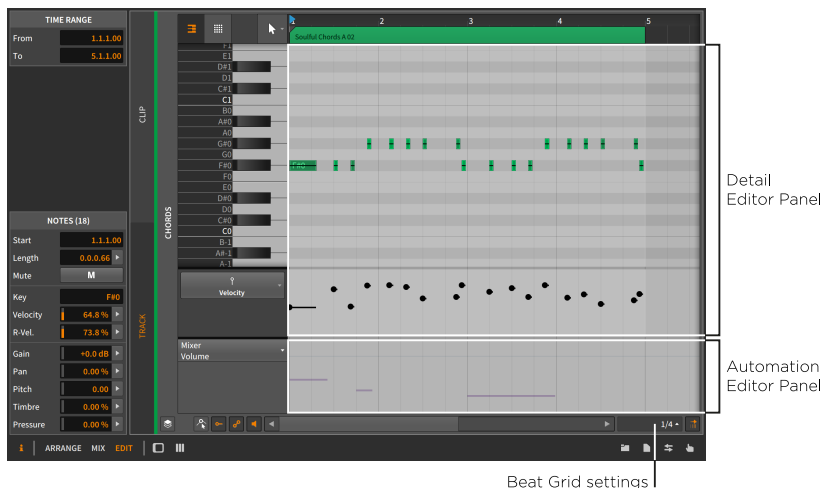 TIME RANGE
From 1.1.1.00
To 5.1.1.00
CLIP
TRACK
CHORDS
1 2 3 4 5
Soulful Chords A 02
F1
E1
D#1
D1
C#1
C1
B0
A#0
A0
G#0
G0
F#0
F0
E0
D#0
D0
C#0
C0
B-1
A#-1
A-1
F#0
Velocity
Mixer
Volume
NOTES (18)
Start 1.1.1.00
Length 0.0.0.66
Mute M
Key F#0
Velocity 64.8 %
R-Vel. 73.8 %
Gain +0.0 dB
Pan 0.00 %
Pitch 0.00
Timbre 0.00 %
Pressure 0.00 %
1/4
i ARRANGE MIX EDIT
Detail
Editor Panel
Automation
Editor Panel
Beat Grid settings